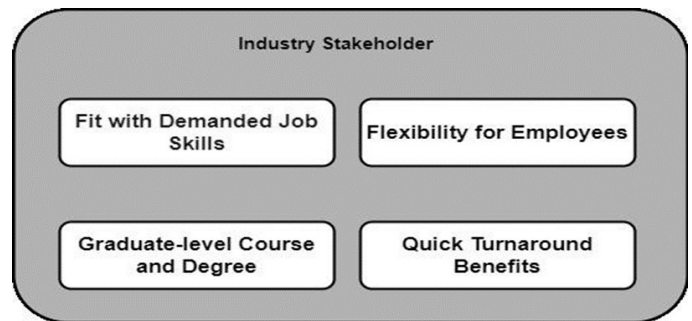 Industry Stakeholder
Fit with Demanded Job
Skills
Flexibility for Employees
Graduate-level Course
and Degree
Quick Turnaround
Benefits